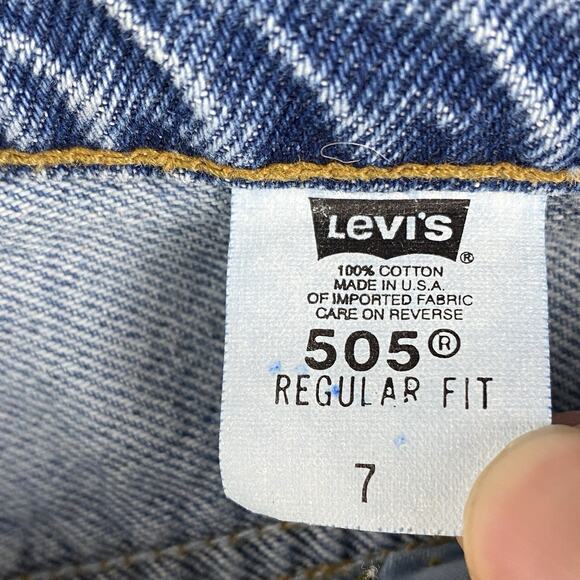 Levi's ®
100% COTTON
MADE IN U.S.A.
OF IMPORTED FABRIC
CARE ON REVERSE
505®
REGULAR FIT
7